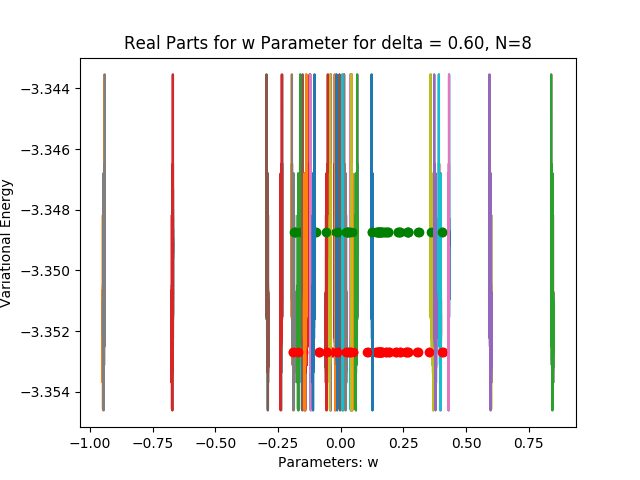 Real Parts for w Parameter for delta = 0.60, N=8
Variational Energy
−3.344
−3.346
−3.348
−3.350
−3.352
−3.354
−1.00 −0.75 −0.50 −0.25 0.00 0.25 0.50 0.75
Parameters: w